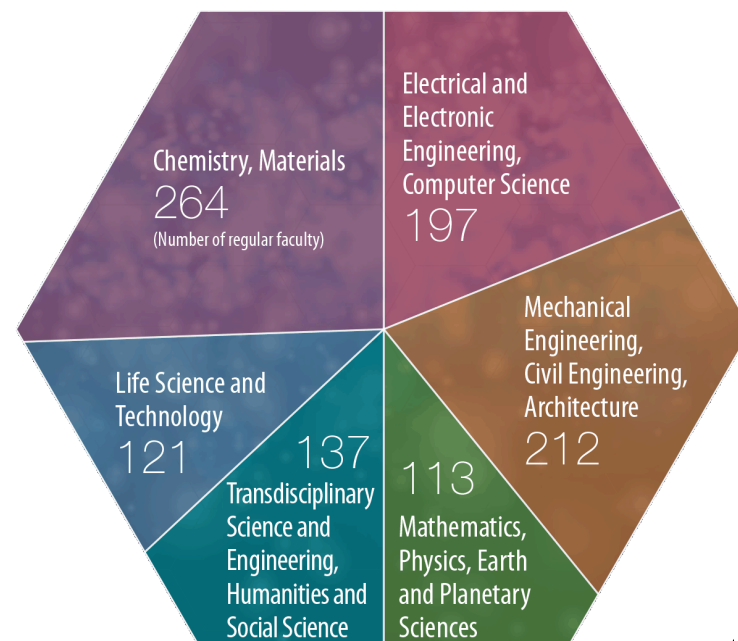 Chemistry, Materials
264
(Number of regular faculty)
Electrical and
Electronic
Engineering,
Computer Science
197
Mechanical
Engineering,
Civil Engineering,
Architecture
212
Life Science and
Technology
121
137
Transdisciplinary
Science and
Engineering,
Humanities and
Social Science
113
Mathematics,
Physics, Earth
and Planetary
Sciences